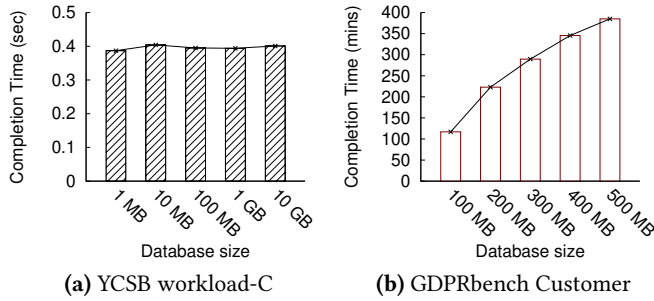 Completion Time (sec)
0.5
0.4
0.3
0.2
0.1
0
1 MB
10 MB
100 MB
1 GB
10 GB
Database size
(a) YCSB workload-C
Completion Time (mins)
400
350
300
250
200
150
100
50
0
100 MB
200 MB
300 MB
400 MB
500 MB
Database size
(b) GDPRbench Customer